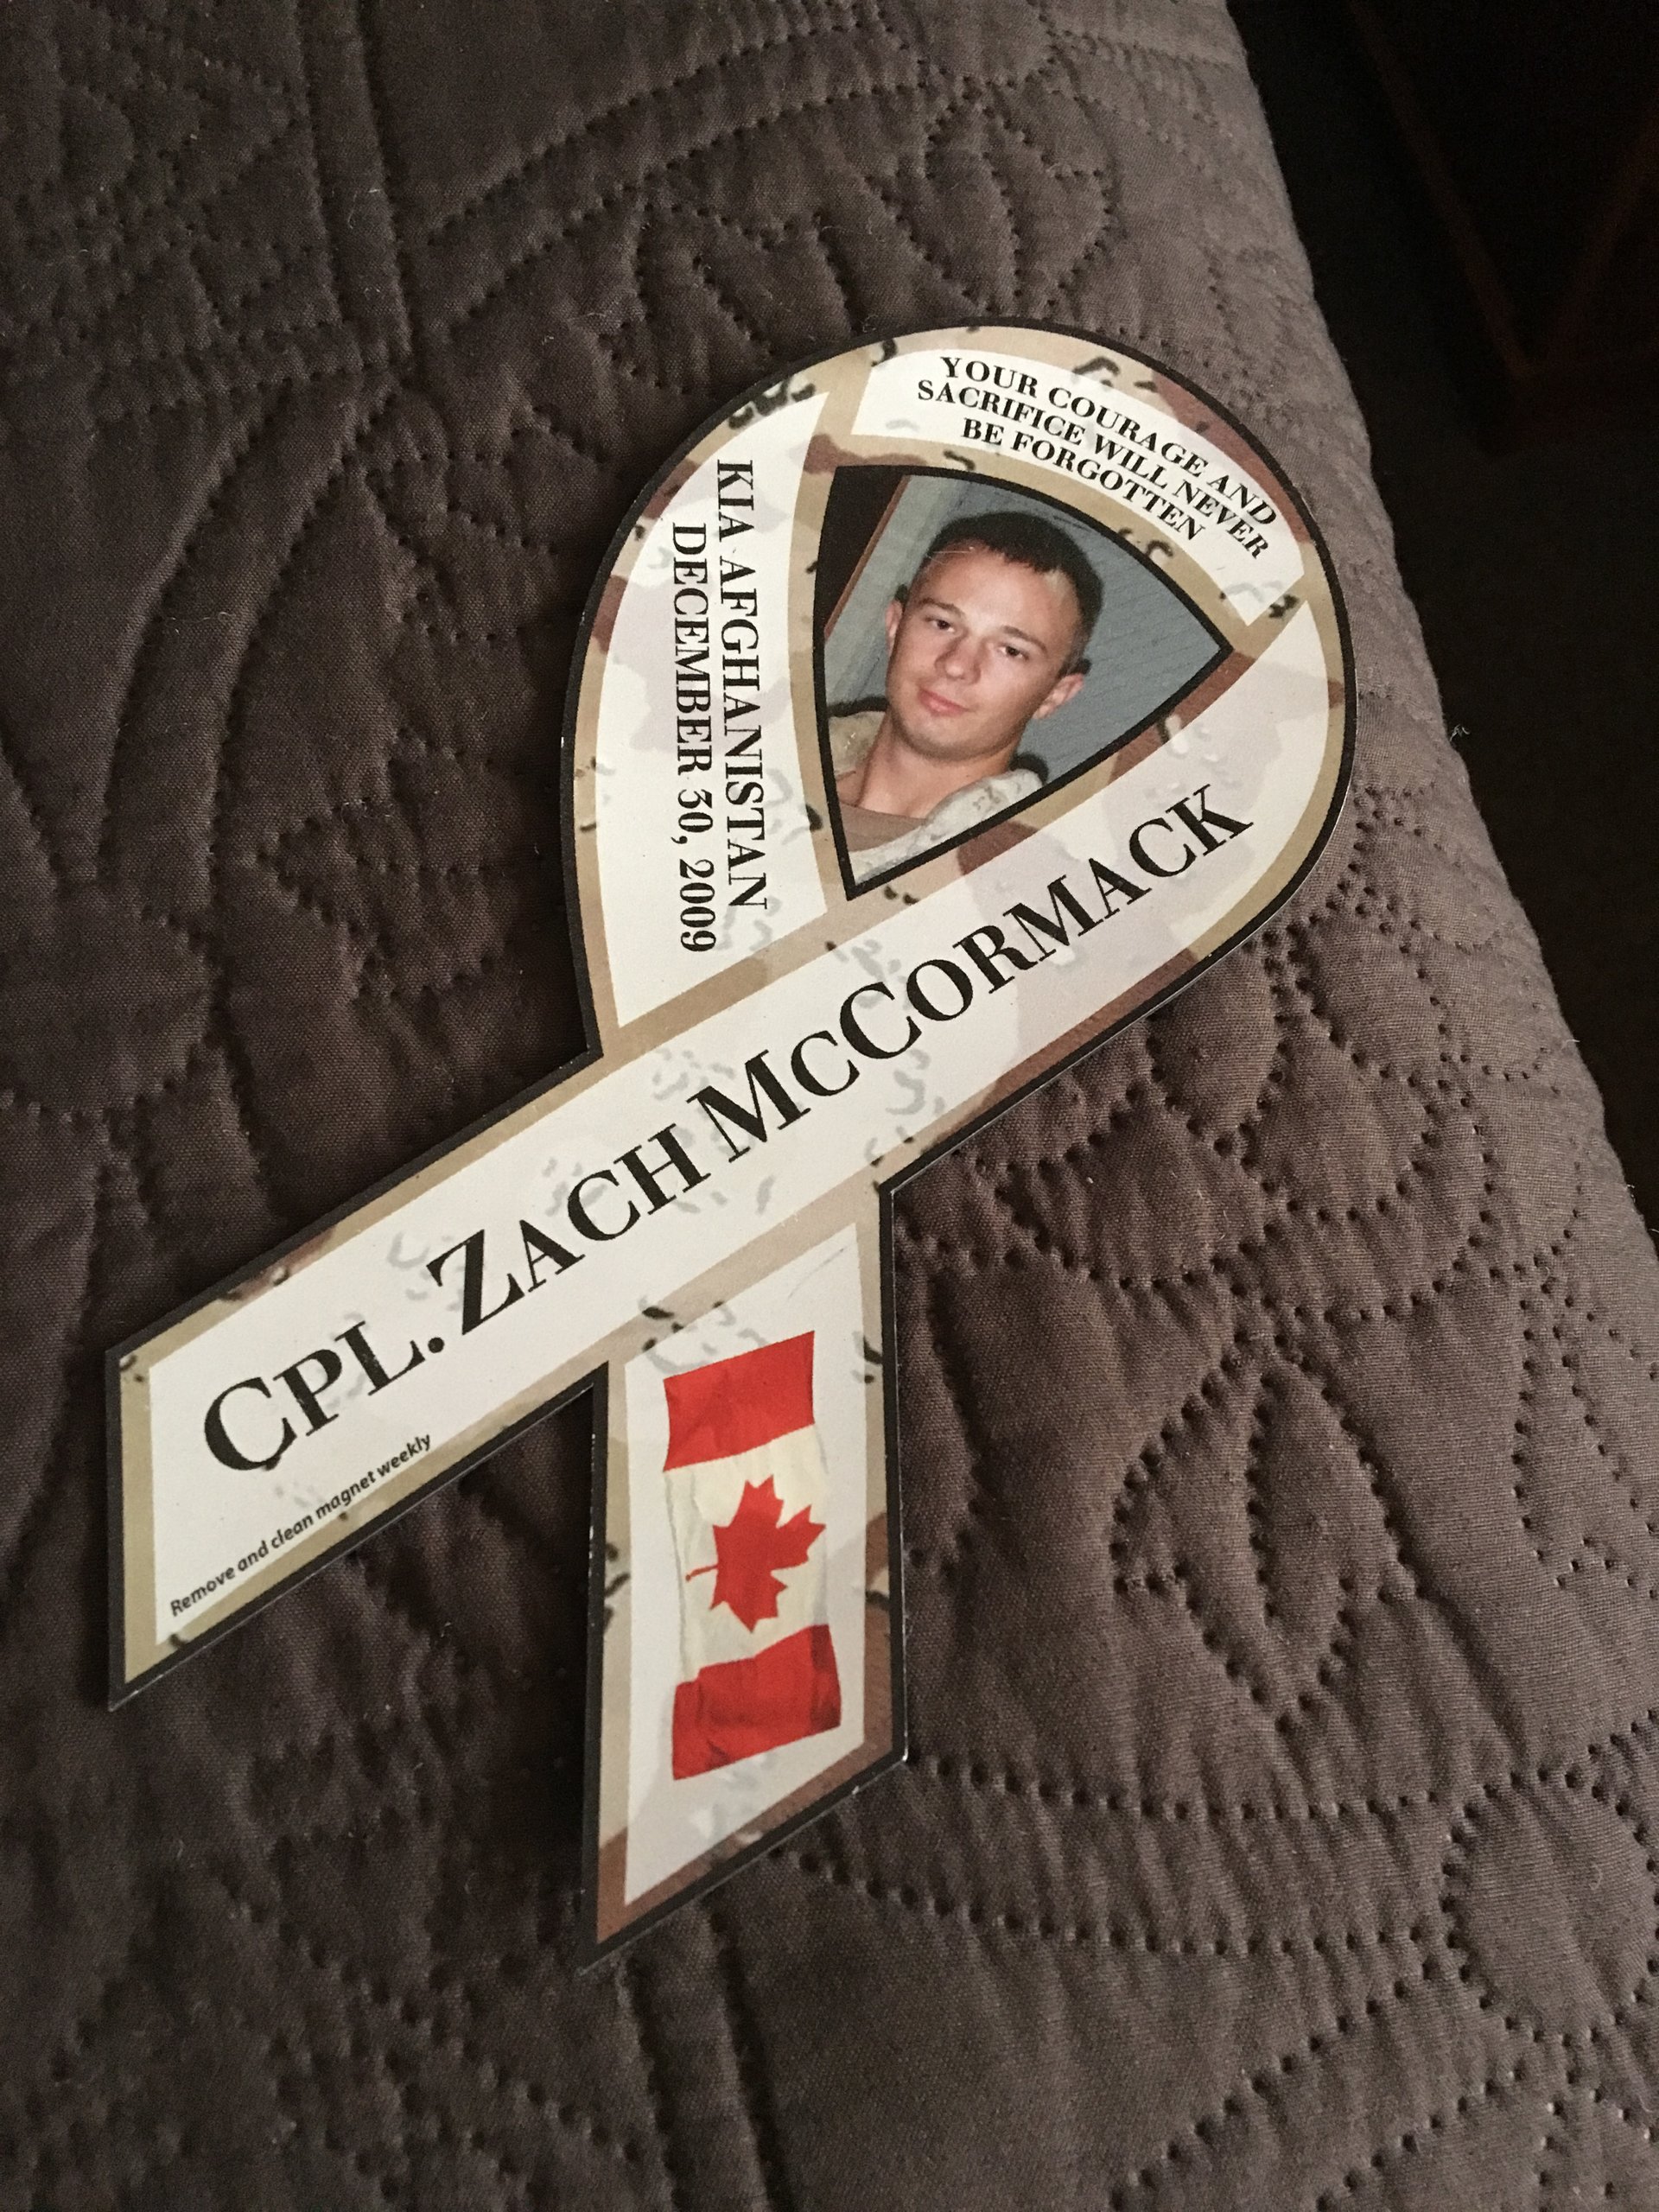 YOUR COURAGE AND
SACRIFICE WILL NEVER
BE FORGOTTEN
KIA AFGHANISTAN
DECEMBER 30, 2009
CPL. ZACH MCCORMACK
Remove and clean magnet weekly